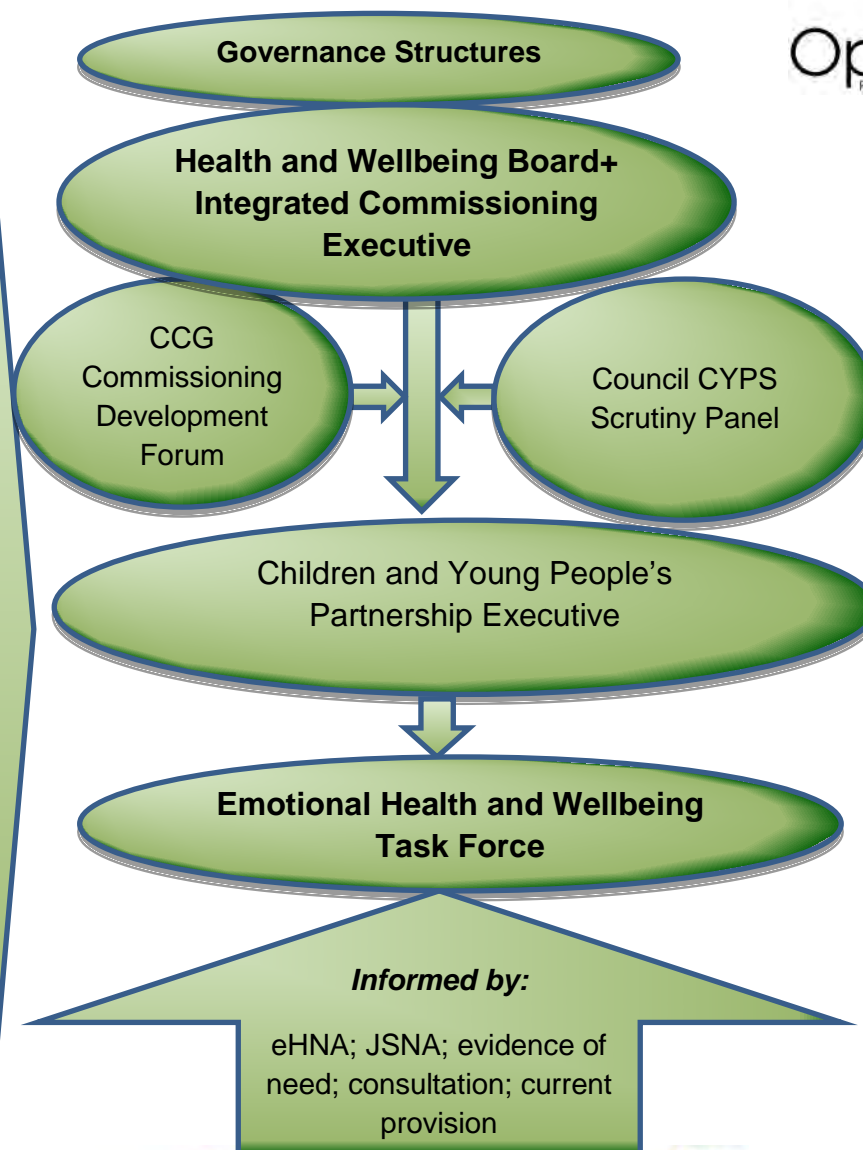 Governance Structures
Health and Wellbeing Board+
Integrated Commissioning
Executive
CCG
Commissioning
Development
Forum
Council CYPS
Scrutiny Panel
Children and Young People's
Partnership Executive
Emotional Health and Wellbeing
Task Force
Informed by:
eHNA; JSNA; evidence of
need; consultation; current
provision